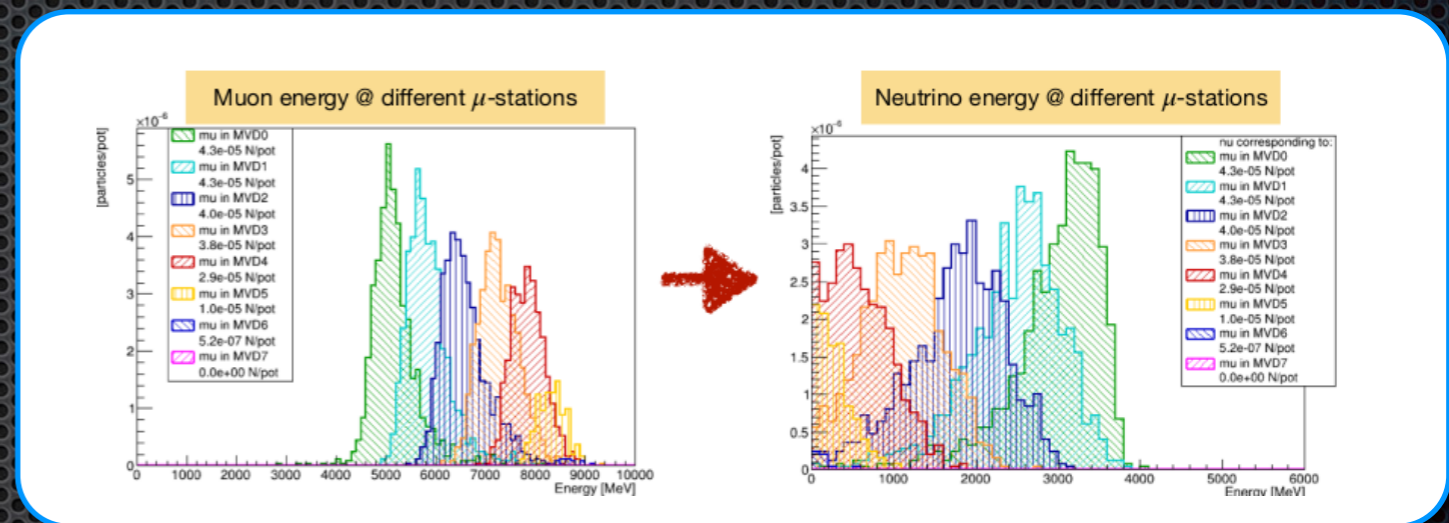 Muon energy @ different μ-stations
×10⁻⁶
[particles/pot]
mu in MVD0
4.3e-05 N/pot
mu in MVD1
4.3e-05 N/pot
mu in MVD2
4.0e-05 N/pot
mu in MVD3
3.8e-05 N/pot
mu in MVD4
2.9e-05 N/pot
mu in MVD5
1.0e-05 N/pot
mu in MVD6
5.2e-07 N/pot
mu in MVD7
0.0e+00 N/pot
5
4
3
2
1
0
0 1000 2000 3000 4000 5000 6000 7000 8000 9000 10000
Energy [MeV]
Neutrino energy @ different μ-stations
×10⁻⁶
[particles/pot]
nu corresponding to:
mu in MVD0
4.3e-05 N/pot
mu in MVD1
4.3e-05 N/pot
mu in MVD2
4.0e-05 N/pot
mu in MVD3
3.8e-05 N/pot
mu in MVD4
2.9e-05 N/pot
mu in MVD5
1.0e-05 N/pot
mu in MVD6
5.2e-07 N/pot
mu in MVD7
0.0e+00 N/pot
4
3.5
3
2.5
2
1.5
1
0.5
0
0 1000 2000 3000 4000 5000 6000
Energy [MeV]